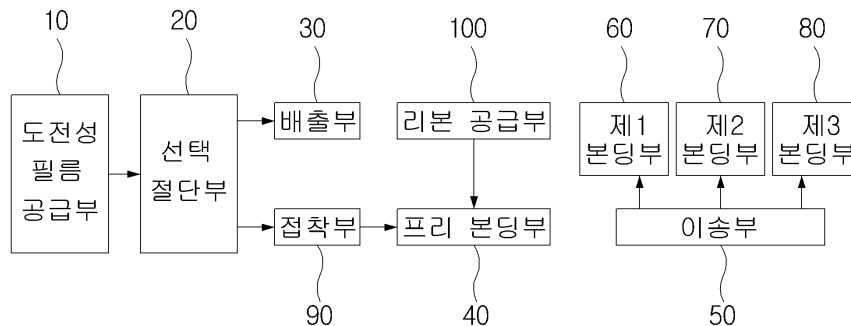 10
20
30
100
60
70
80
도전성
필름
공급부
선택
절단부
배출부
리본 공급부
제1
본딩부
제2
본딩부
제3
본딩부
접착부
프리 본딩부
이송부
90
40
50